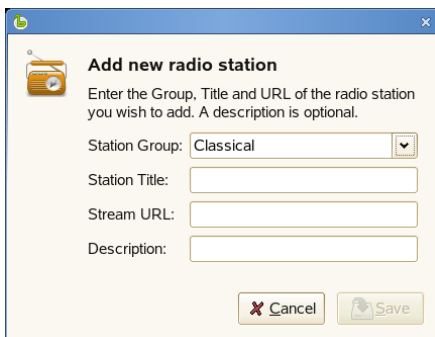 Add new radio station
Enter the Group, Title and URL of the radio station
you wish to add. A description is optional.
Station Group: Classical
Station Title:
Stream URL:
Description:
Cancel Save